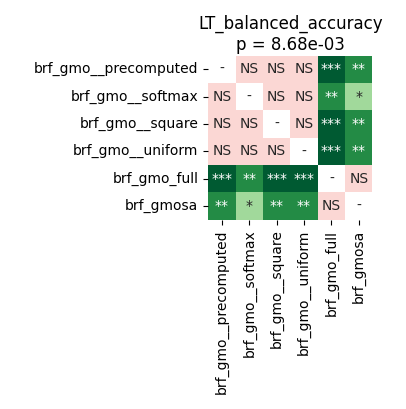 LT_balanced_accuracy
p = 8.68e-03
brf_gmo__precomputed - NS NS NS *** **
brf_gmo__softmax NS - NS NS ** *
brf_gmo__square NS NS - NS *** **
brf_gmo__uniform NS NS NS - *** **
brf_gmo_full *** ** *** *** - NS
brf_gmosa ** * ** ** NS -
brf_gmo__precomputed
brf_gmo__softmax
brf_gmo__square
brf_gmo__uniform
brf_gmo_full
brf_gmosa